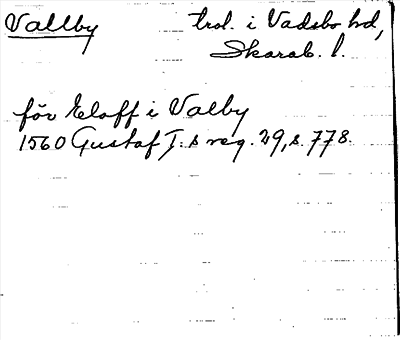 Vallby
trol. i Vadsbo hd,
Skarab. l.
för Eloff i Valby
1560 Gustaf I:s reg. 29, s. 778.